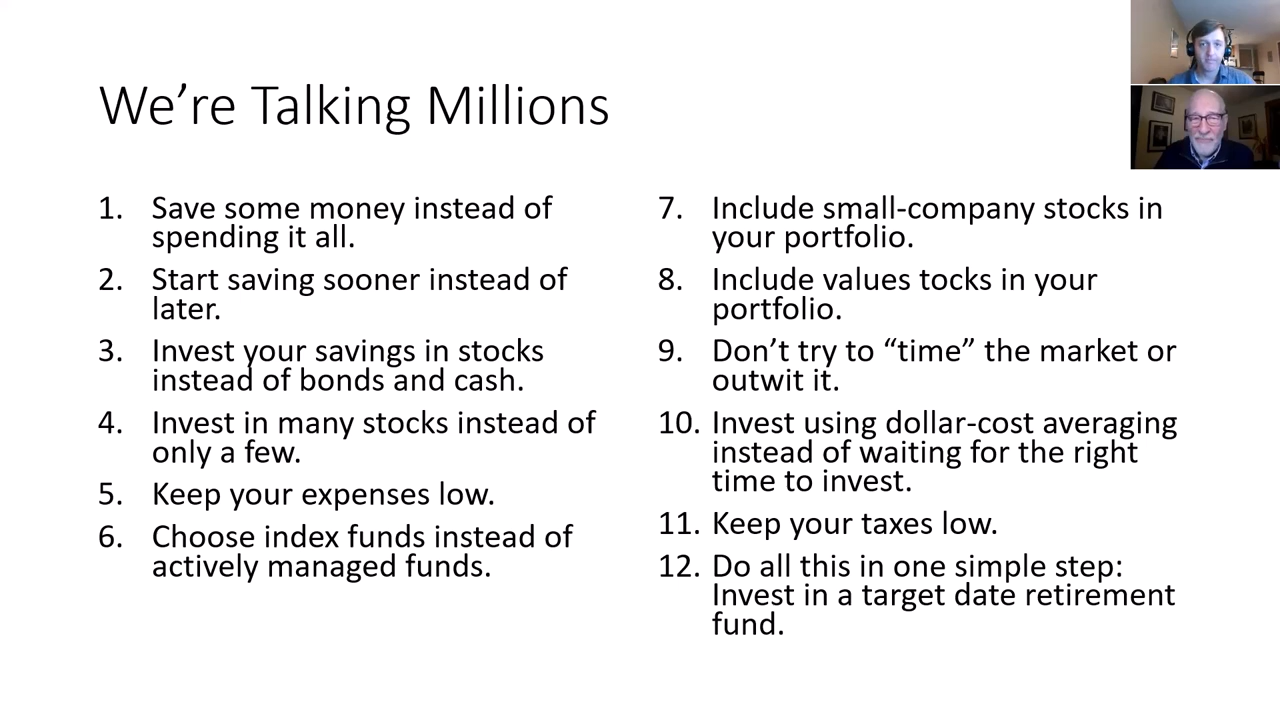 We’re Talking Millions
1. Save some money instead of
spending it all.
2. Start saving sooner instead of
later.
3. Invest your savings in stocks
instead of bonds and cash.
4. Invest in many stocks instead of
only a few.
5. Keep your expenses low.
6. Choose index funds instead of
actively managed funds.
7. Include small-company stocks in
your portfolio.
8. Include values tocks in your
portfolio.
9. Don’t try to “time” the market or
outwit it.
10. Invest using dollar-cost averaging
instead of waiting for the right
time to invest.
11. Keep your taxes low.
12. Do all this in one simple step:
Invest in a target date retirement
fund.